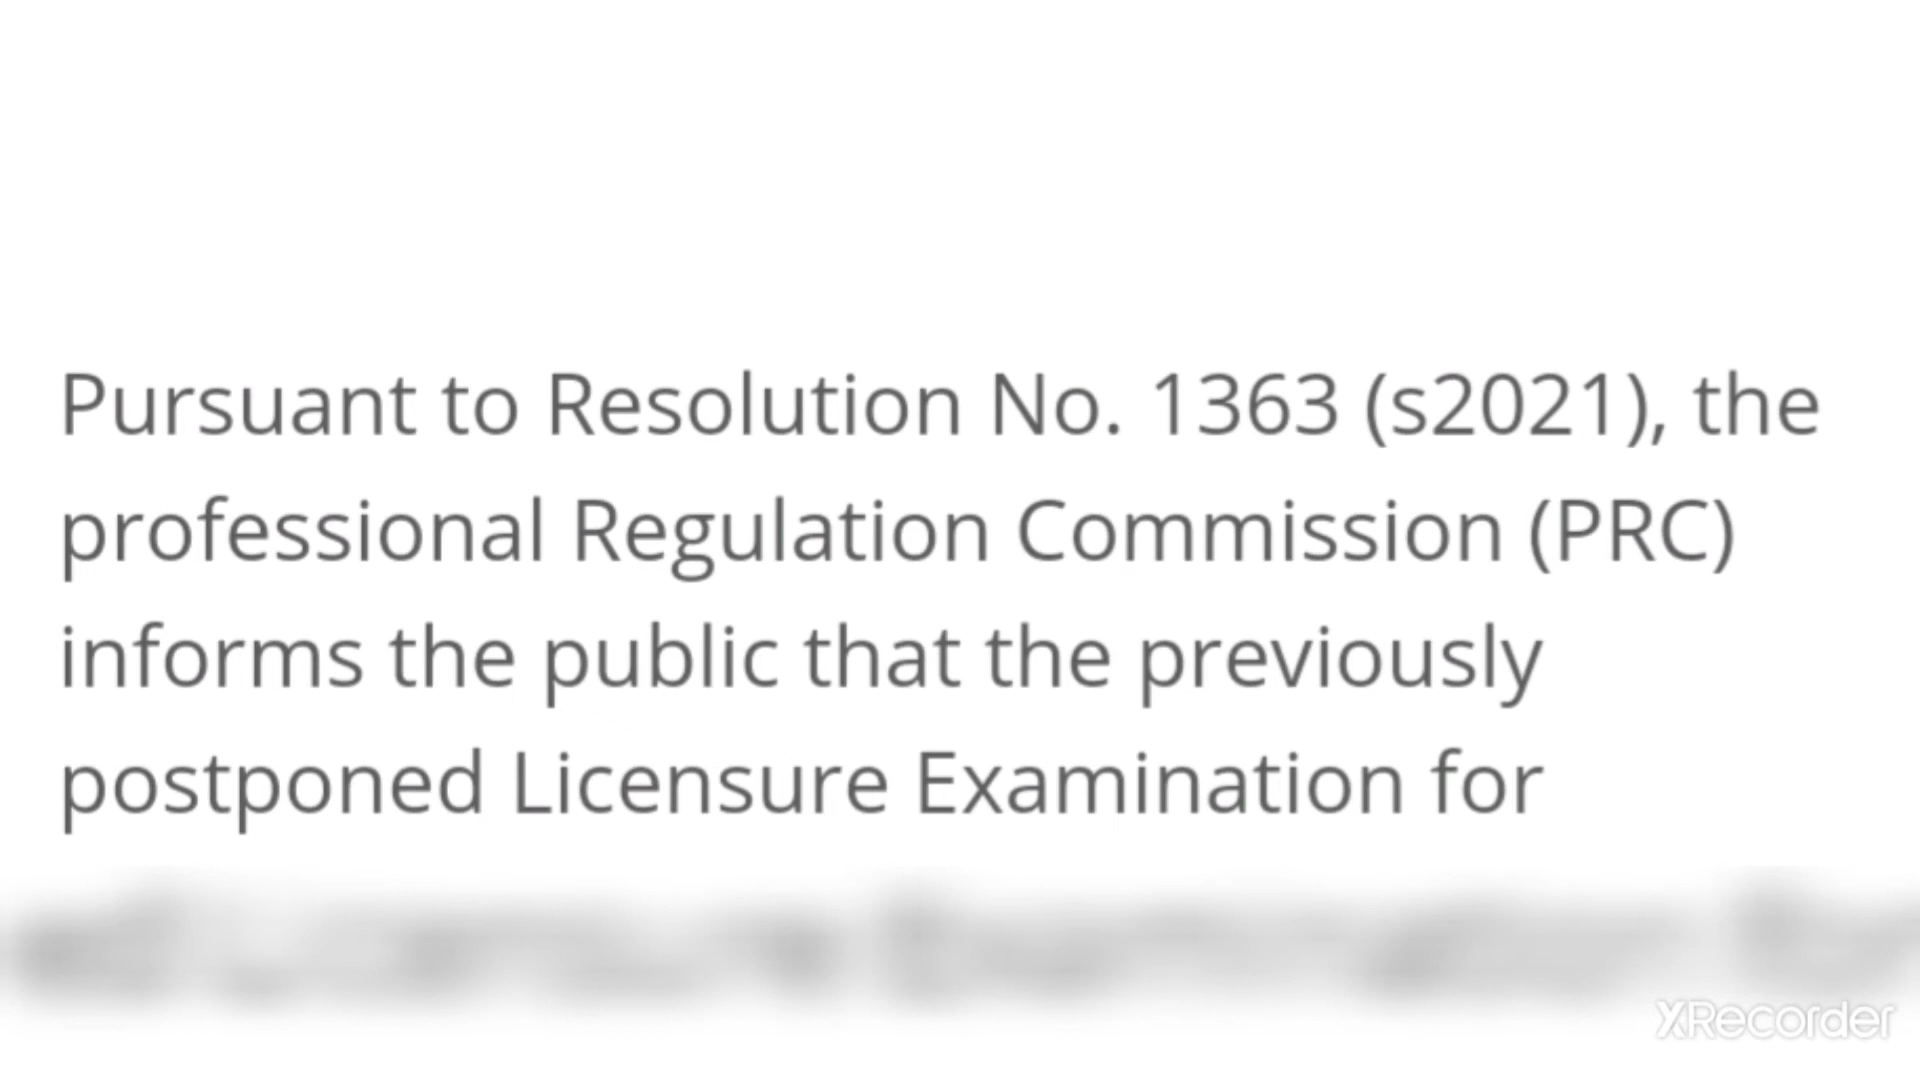 Pursuant to Resolution No. 1363 (s2021), the
professional Regulation Commission (PRC)
informs the public that the previously
postponed Licensure Examination for
XRecorder